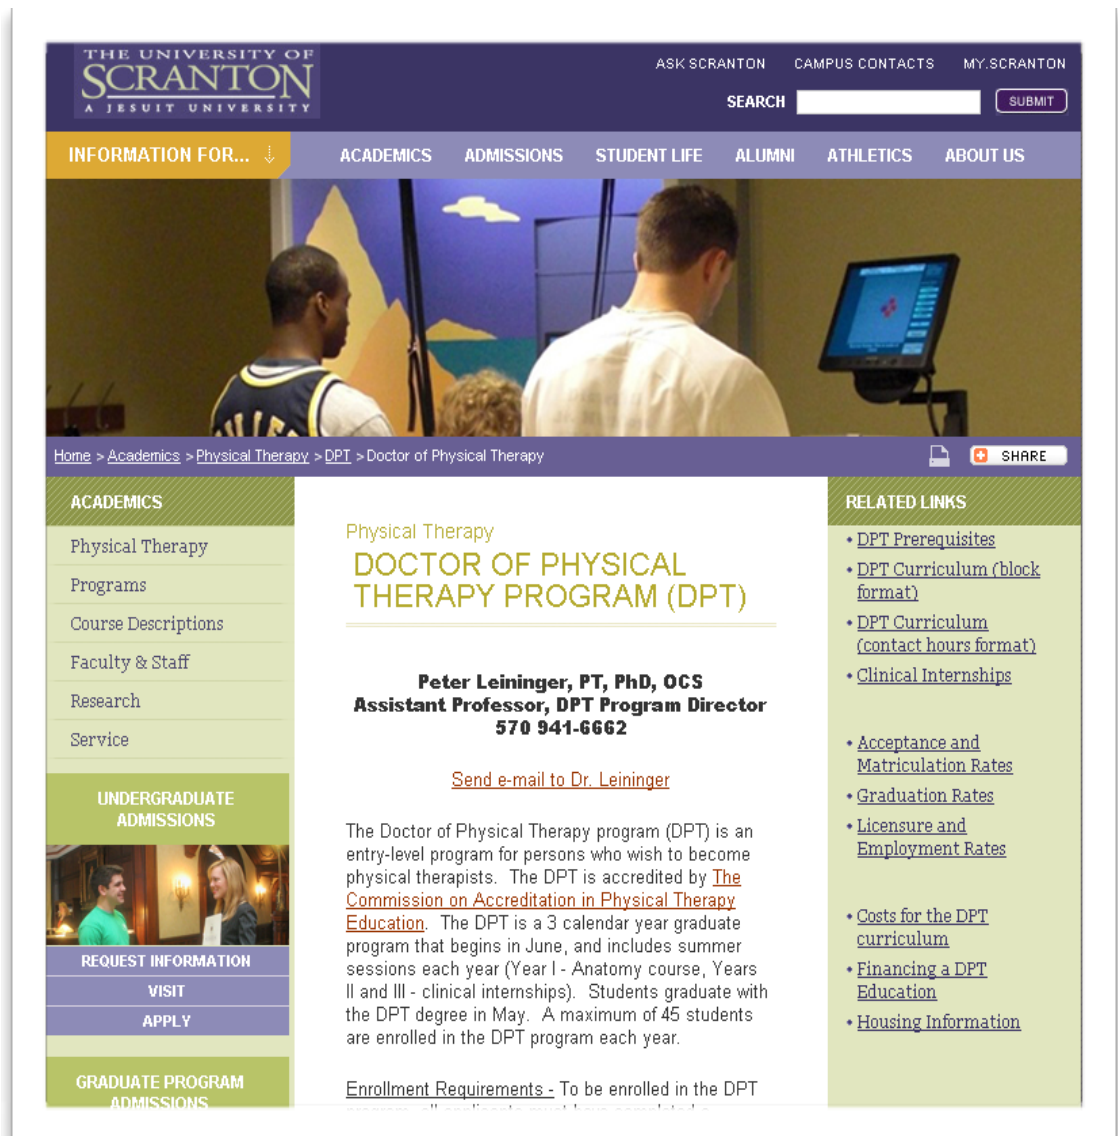 THE UNIVERSITY OF
SCRANTON
A JESUIT UNIVERSITY
ASK SCRANTON CAMPUS CONTACTS MY.SCRANTON
SEARCH SUBMIT
INFORMATION FOR... ACADEMICS ADMISSIONS STUDENT LIFE ALUMNI ATHLETICS ABOUT US
Home > Academics > Physical Therapy > DPT > Doctor of Physical Therapy
SHARE
ACADEMICS
Physical Therapy
Programs
Course Descriptions
Faculty & Staff
Research
Service
UNDERGRADUATE
ADMISSIONS
REQUEST INFORMATION
VISIT
APPLY
GRADUATE PROGRAM
ADMISSIONS
Physical Therapy
DOCTOR OF PHYSICAL
THERAPY PROGRAM (DPT)
Peter Leininger, PT, PhD, OCS
Assistant Professor, DPT Program Director
570 941-6662
Send e-mail to Dr. Leininger
The Doctor of Physical Therapy program (DPT) is an
entry-level program for persons who wish to become
physical therapists. The DPT is accredited by The
Commission on Accreditation in Physical Therapy
Education. The DPT is a 3 calendar year graduate
program that begins in June, and includes summer
sessions each year (Year I - Anatomy course, Years
II and III - clinical internships). Students graduate with
the DPT degree in May. A maximum of 45 students
are enrolled in the DPT program each year.
Enrollment Requirements - To be enrolled in the DPT
RELATED LINKS
• DPT Prerequisites
• DPT Curriculum (block
format)
• DPT Curriculum
(contact hours format)
• Clinical Internships
• Acceptance and
Matriculation Rates
• Graduation Rates
• Licensure and
Employment Rates
• Costs for the DPT
curriculum
• Financing a DPT
Education
• Housing Information